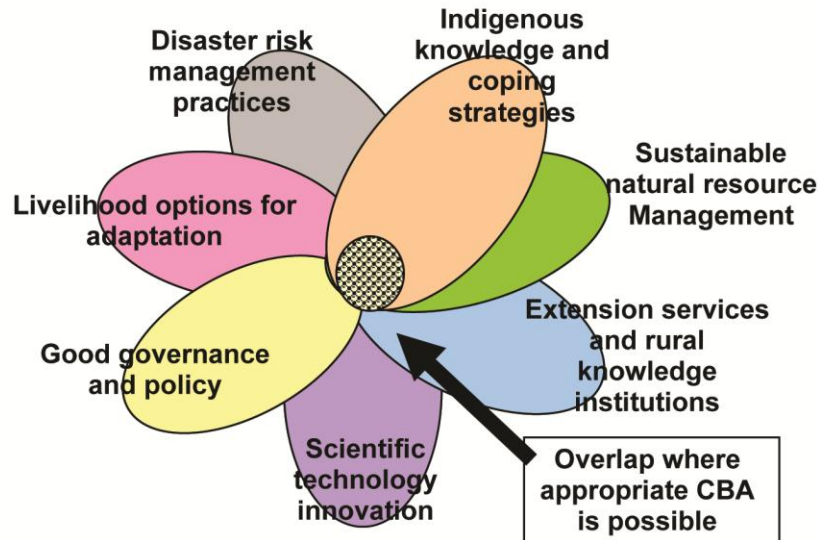 Disaster risk
management
practices
Indigenous
knowledge and
coping
strategies
Sustainable
natural resource
Management
Livelihood options for
adaptation
Extension services
and rural
knowledge
institutions
Good governance
and policy
Scientific
technology
innovation
Overlap where
appropriate CBA
is possible